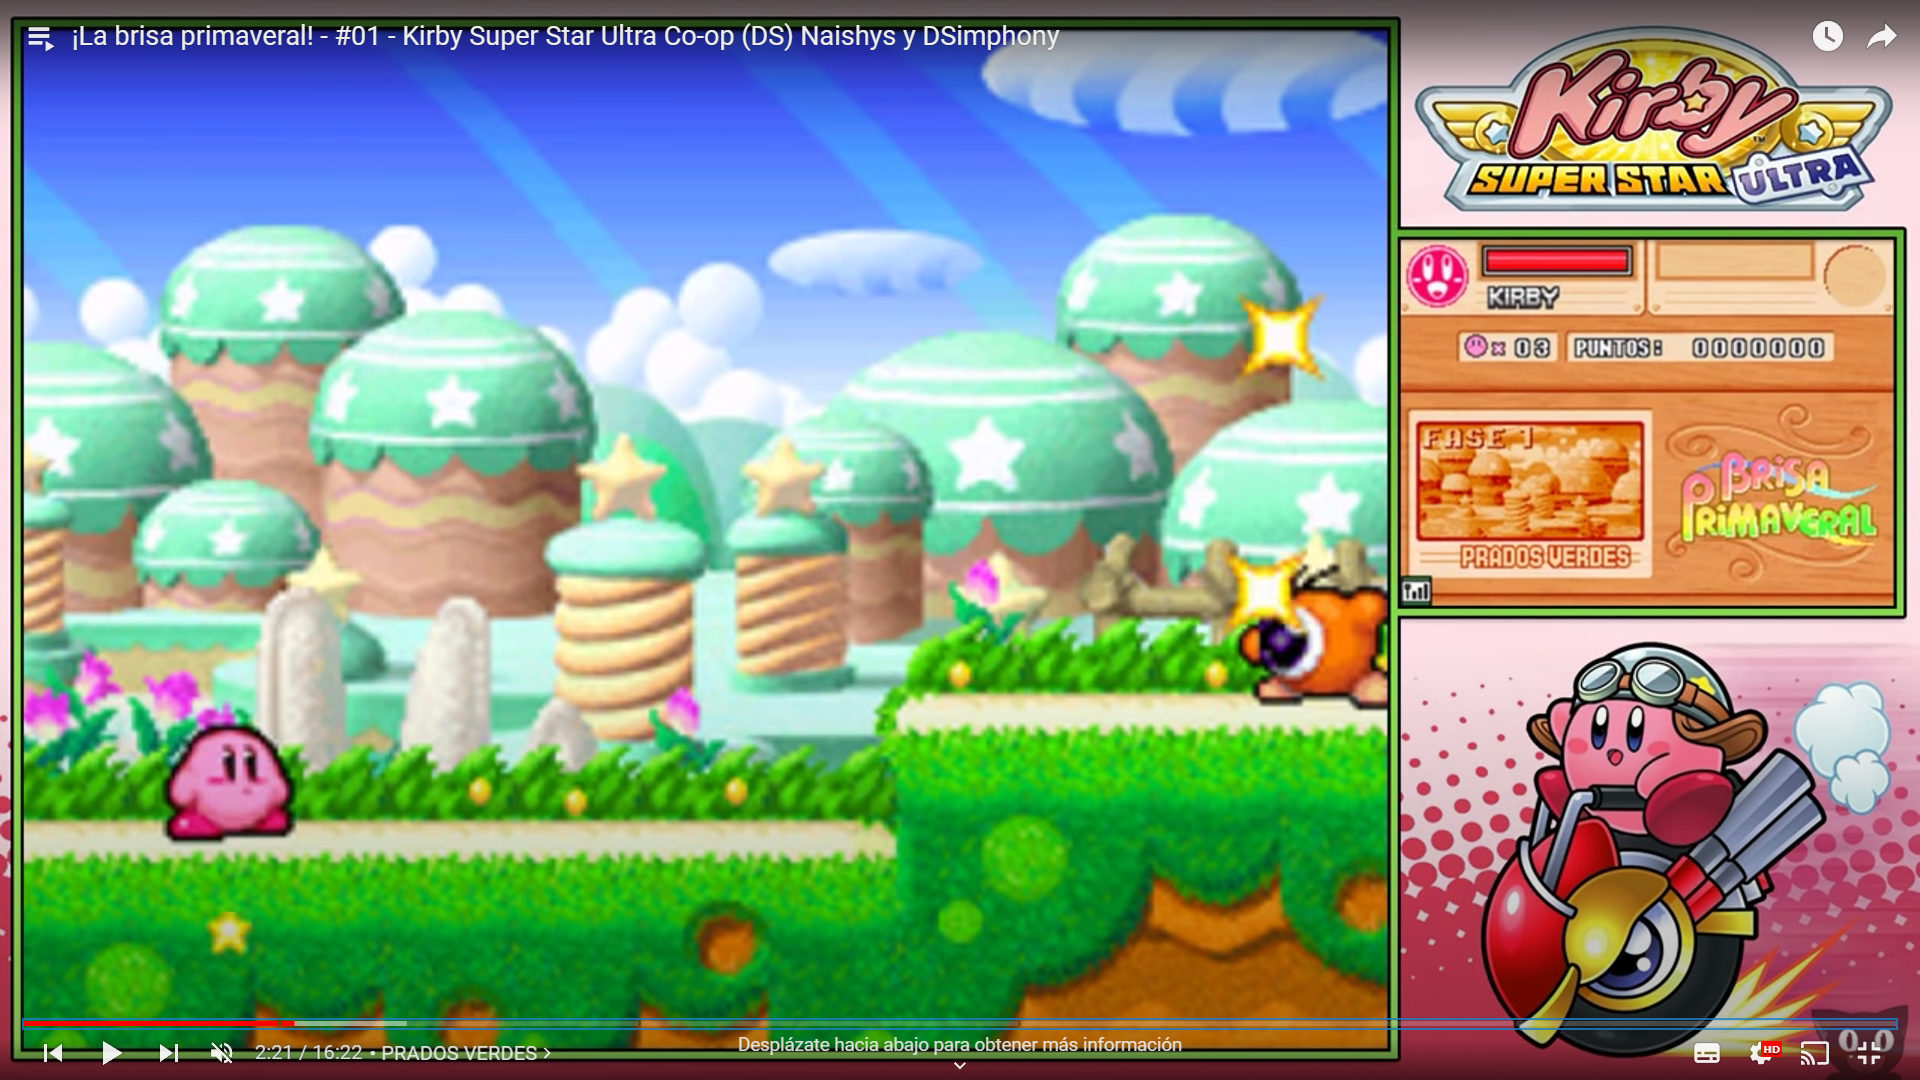 ¡La brisa primaveral! - #01 - Kirby Super Star Ultra Co-op (DS) Naishys y DSimphony
Kirby
TM
SUPER STAR ULTRA
KIRBY
x 03 PUNTOS: 0000000
FASE 1
PRADOS VERDES
BRISA
PRIMAVERAL
2:21 / 16:22 • PRADOS VERDES
Desplázate hacia abajo para obtener más información
HD